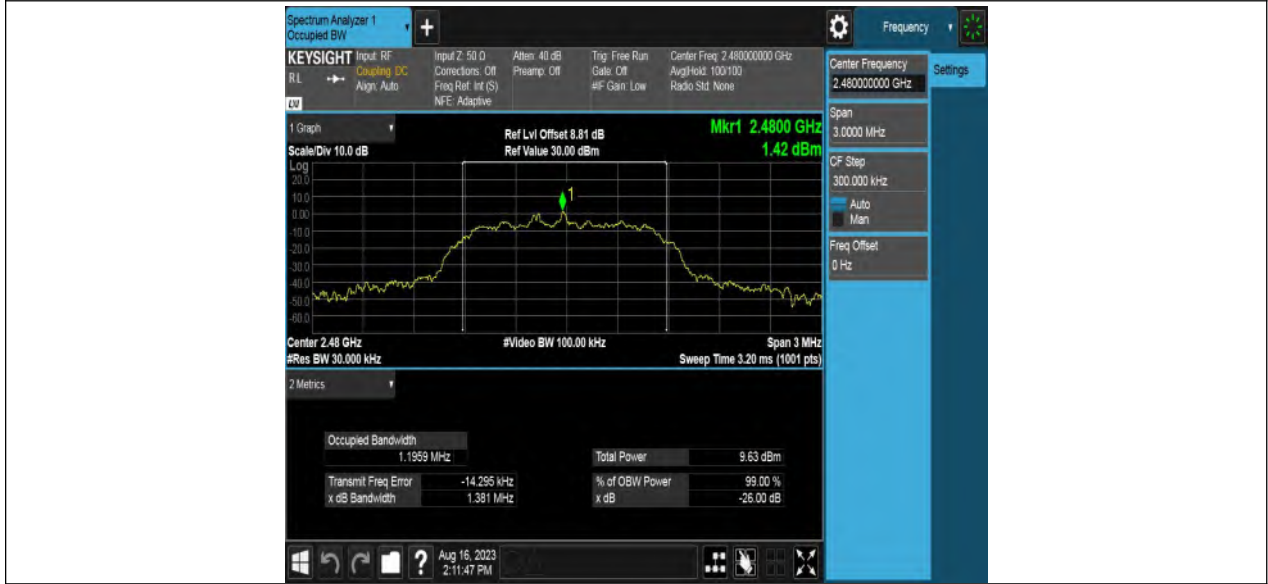 Spectrum Analyzer 1
Occupied BW
+
Frequency
KEYSIGHT
RL
LXI
Input: RF
Coupling: DC
Align: Auto
Input Z: 50 Ω
Corrections: Off
Freq Ref: Int (S)
NFE: Adaptive
Atten: 40 dB
Preamp: Off
Trig: Free Run
Gate: Off
#IF Gain: Low
Center Freq: 2.480000000 GHz
Avg|Hold: 100/100
Radio Std: None
Center Frequency
2.480000000 GHz
Settings
Span
3.0000 MHz
CF Step
300.000 kHz
Auto
Man
Freq Offset
0 Hz
1 Graph
Scale/Div 10.0 dB
Ref Lvl Offset 8.81 dB
Ref Value 30.00 dBm
Mkr1 2.4800 GHz
1.42 dBm
Log
20.0
10.0
0.00
-10.0
-20.0
-30.0
-40.0
-50.0
-60.0
1
Center 2.48 GHz
#Video BW 100.00 kHz
Span 3 MHz
#Res BW 30.000 kHz
Sweep Time 3.20 ms (1001 pts)
2 Metrics
Occupied Bandwidth
1.1959 MHz
Total Power 9.63 dBm
Transmit Freq Error -14.295 kHz
% of OBW Power 99.00 %
x dB Bandwidth 1.381 MHz
x dB -26.00 dB
?
Aug 16, 2023
2:11:47 PM